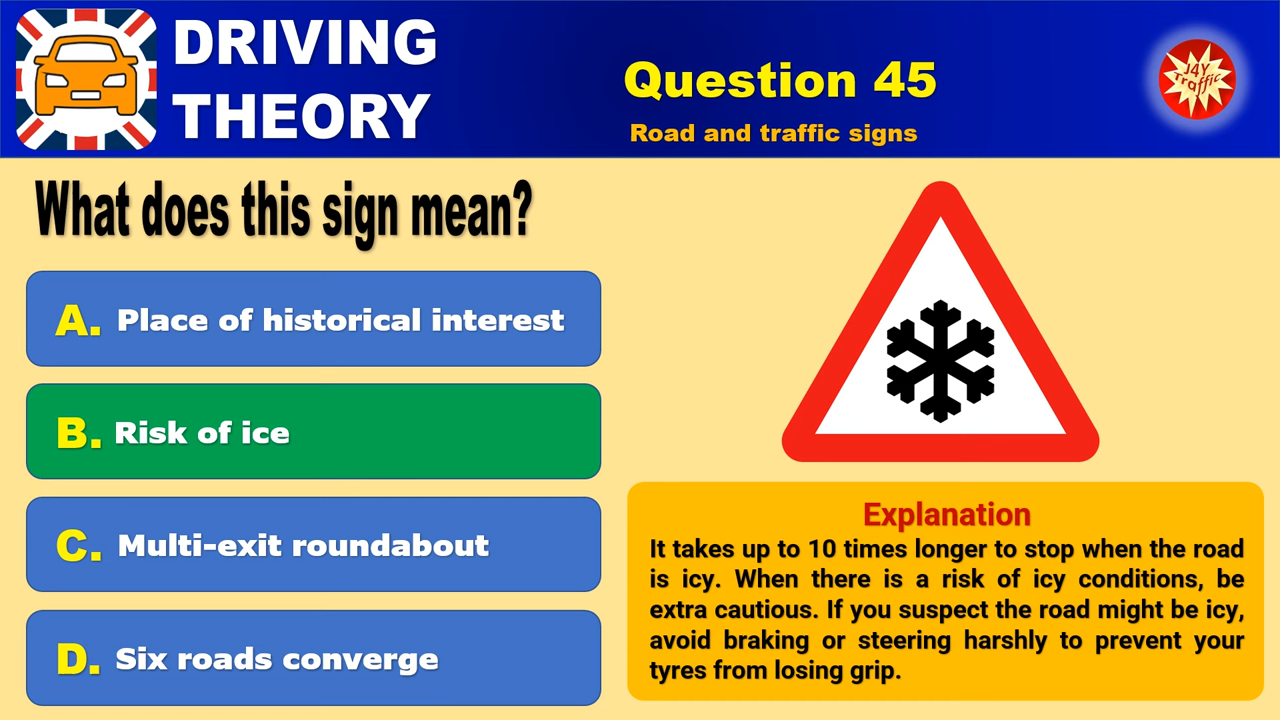 DRIVING
THEORY
Question 45
Road and traffic signs
J4Y
Traffic
What does this sign mean?
A. Place of historical interest
B. Risk of ice
C. Multi-exit roundabout
D. Six roads converge
Explanation
It takes up to 10 times longer to stop when the road
is icy. When there is a risk of icy conditions, be
extra cautious. If you suspect the road might be icy,
avoid braking or steering harshly to prevent your
tyres from losing grip.